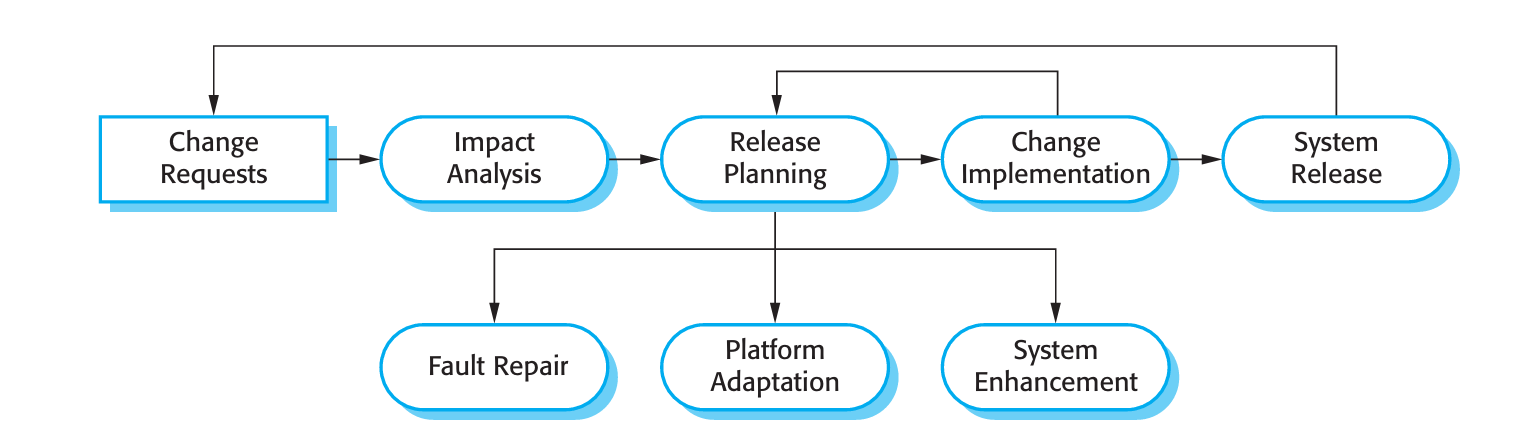 Change
Requests
Impact
Analysis
Release
Planning
Change
Implementation
System
Release
Fault Repair
Platform
Adaptation
System
Enhancement